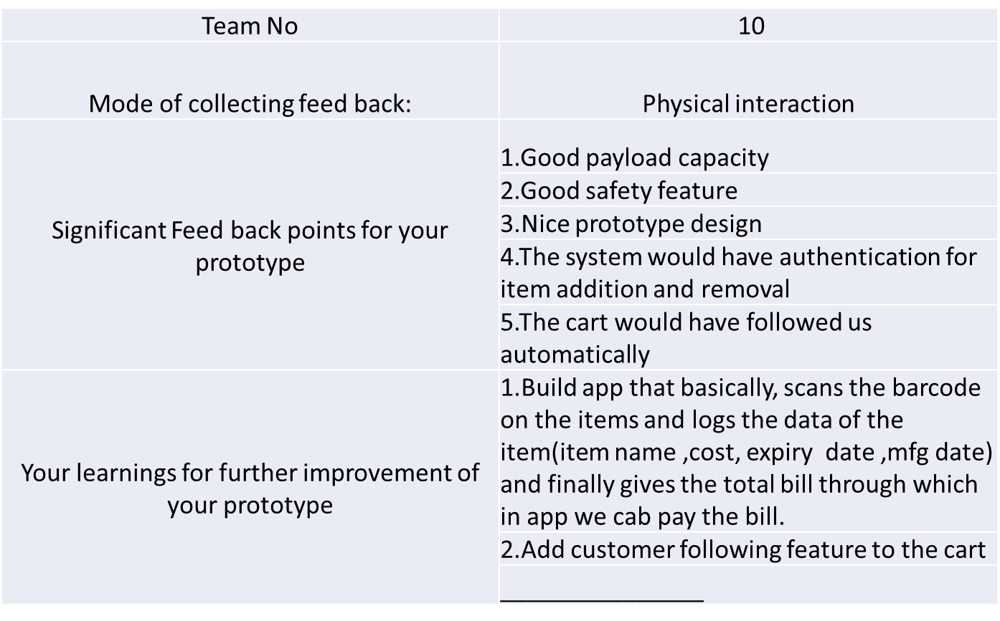 Team No 10
Mode of collecting feed back: Physical interaction
Significant Feed back points for your
prototype
1.Good payload capacity
2.Good safety feature
3.Nice prototype design
4.The system would have authentication for
item addition and removal
5.The cart would have followed us
automatically
Your learnings for further improvement of
your prototype
1.Build app that basically, scans the barcode
on the items and logs the data of the
item(item name ,cost, expiry  date ,mfg date)
and finally gives the total bill through which
in app we cab pay the bill.
2.Add customer following feature to the cart
_______________